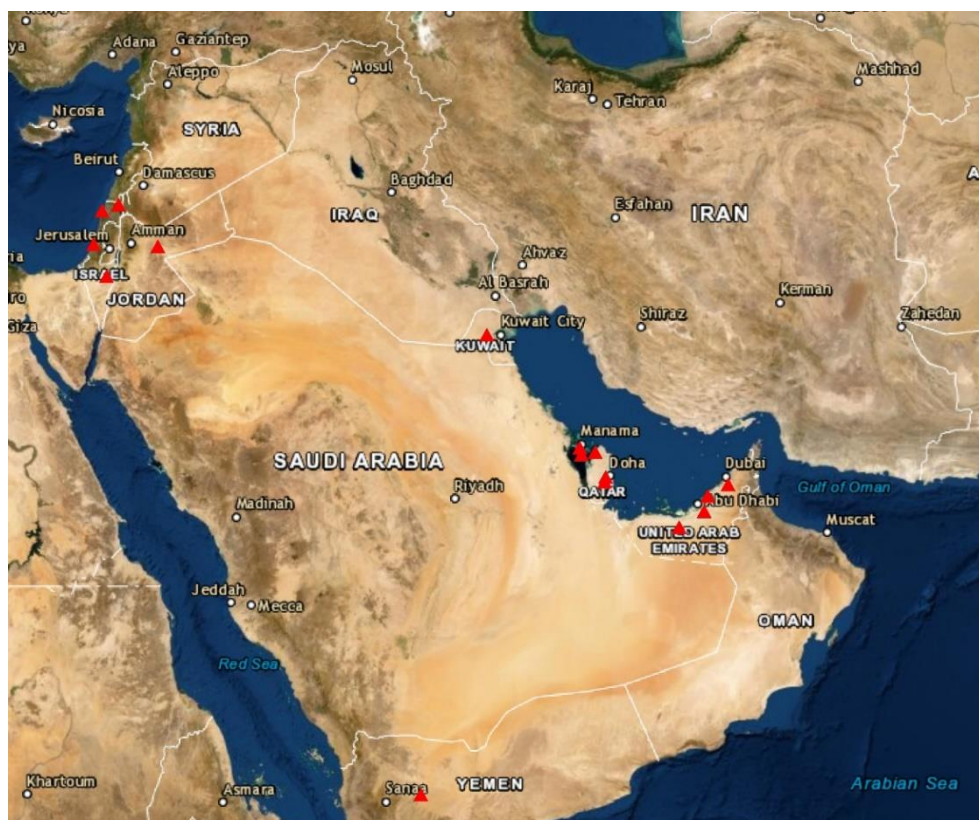 Adana
Gaziantep
Aleppo
Mosul
Mashhad
Karaj
Tehran
Nicosia
SYRIA
Beirut
Damascus
Baghdad
IRAQ
Esfahan
IRAN
Jerusalem
Amman
Ahvaz
ISRAEL
JORDAN
Al Basrah
Kerman
Giza
Kuwait City
Shiraz
Zahedan
KUWAIT
Manama
SAUDI ARABIA
Doha
Dubai
Riyadh
QATAR
Gulf of Oman
Madinah
Abu Dhabi
Muscat
UNITED ARAB
EMIRATES
Jeddah
Mecca
OMAN
Red Sea
Khartoum
Asmara
Sanaa
YEMEN
Arabian Sea